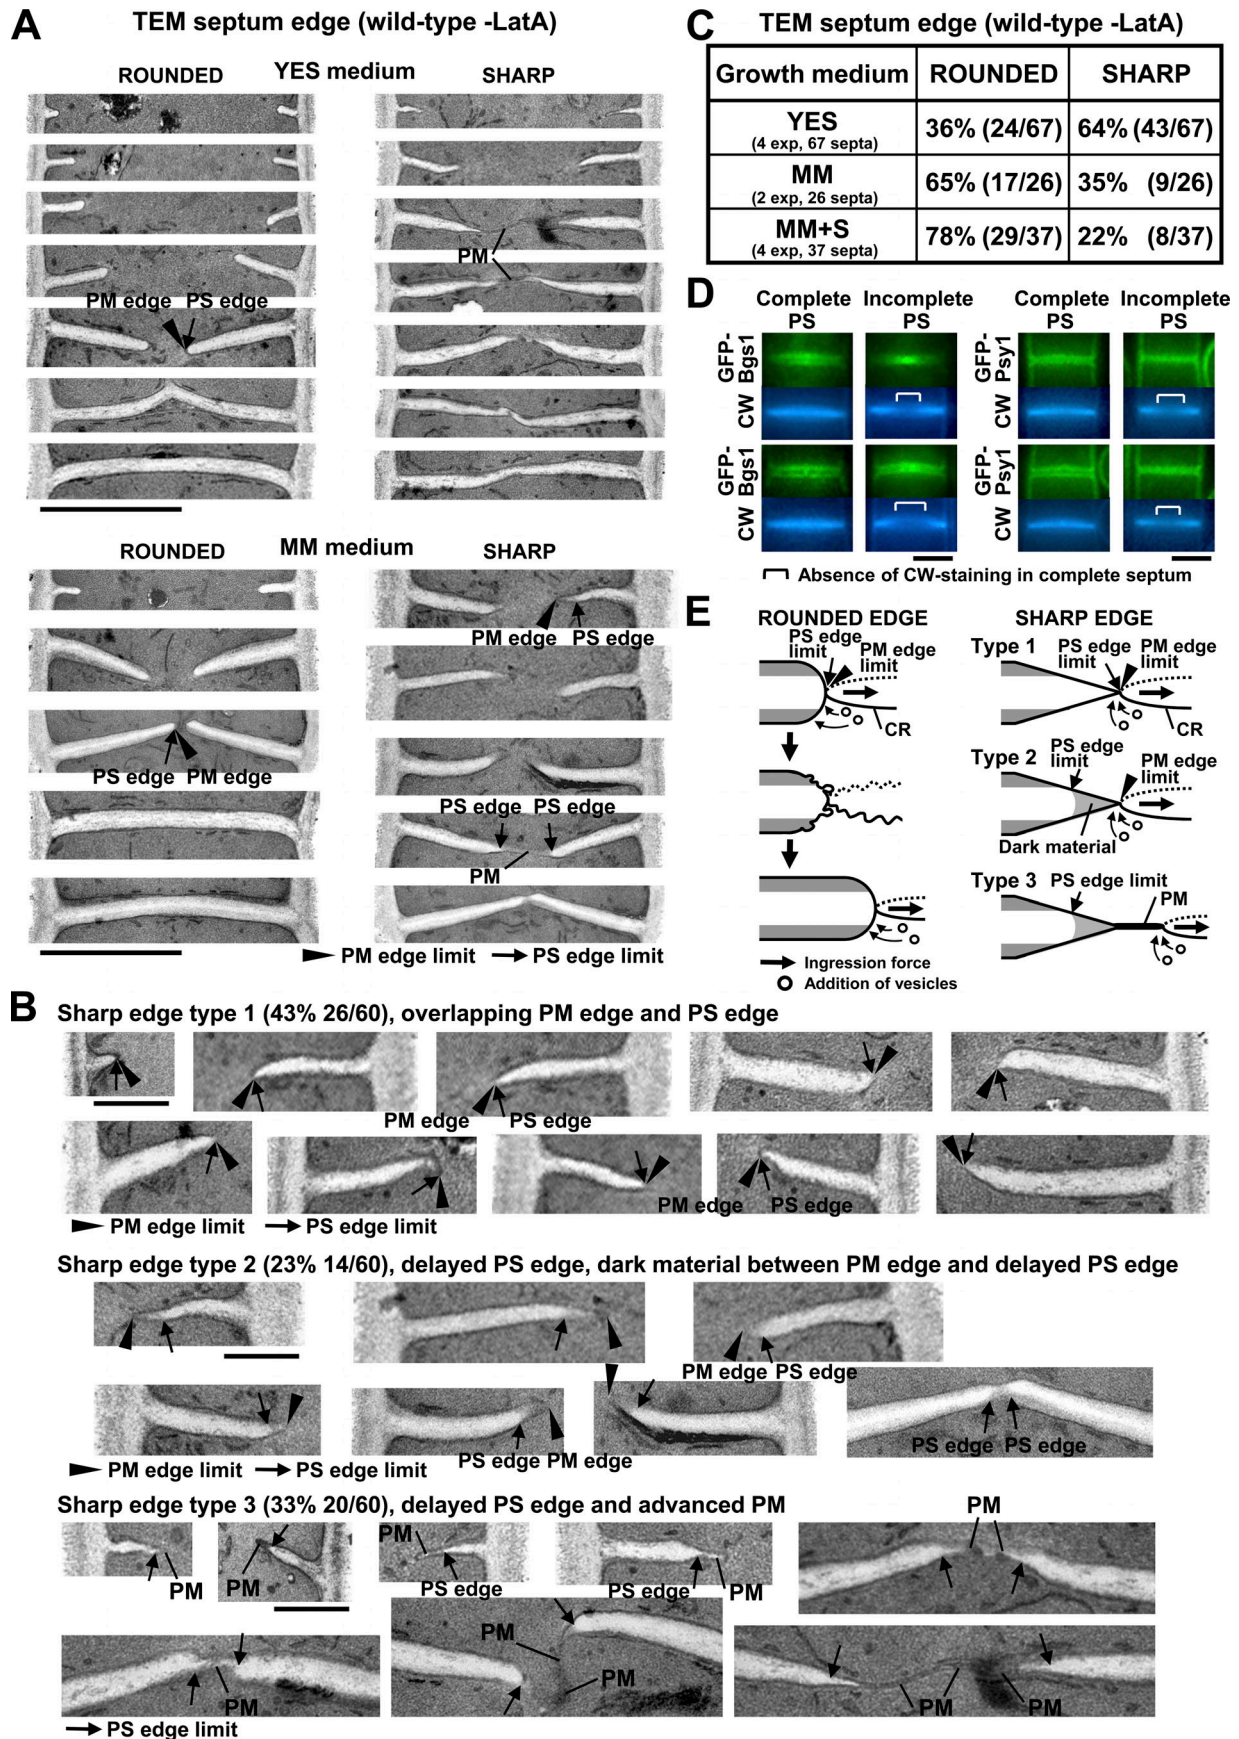 A
TEM septum edge (wild-type -LatA)
ROUNDED
YES medium
SHARP
PM
PM edge PS edge
ROUNDED
MM medium
SHARP
PM edge PS edge
PS edge PM edge
PS edge PS edge
PM
PM edge limit
PS edge limit
B
Sharp edge type 1 (43% 26/60), overlapping PM edge and PS edge
PM edge PS edge
PM edge PS edge
PM edge limit
PS edge limit
Sharp edge type 2 (23% 14/60), delayed PS edge, dark material between PM edge and delayed PS edge
PM edge PS edge
PS edge PM edge
PS edge PS edge
PM edge limit
PS edge limit
Sharp edge type 3 (33% 20/60), delayed PS edge and advanced PM
PM
PM
PM
PS edge
PS edge
PM
PM
PM
PM
PM
PM
PM
PS edge limit
C
TEM septum edge (wild-type -LatA)
Growth medium ROUNDED SHARP
YES 36% (24/67) 64% (43/67)
(4 exp, 67 septa)
MM 65% (17/26) 35% (9/26)
(2 exp, 26 septa)
MM+S 78% (29/37) 22% (8/37)
(4 exp, 37 septa)
D
Complete PS
Incomplete PS
Complete PS
Incomplete PS
GFP-Bgs1
CW
GFP-Psy1
CW
GFP-Bgs1
CW
GFP-Psy1
CW
Absence of CW-staining in complete septum
E
ROUNDED EDGE
PS edge limit
PM edge limit
CR
Ingression force
Addition of vesicles
SHARP EDGE
Type 1
PS edge limit
PM edge limit
CR
Type 2
PS edge limit
PM edge limit
Dark material
Type 3
PS edge limit
PM